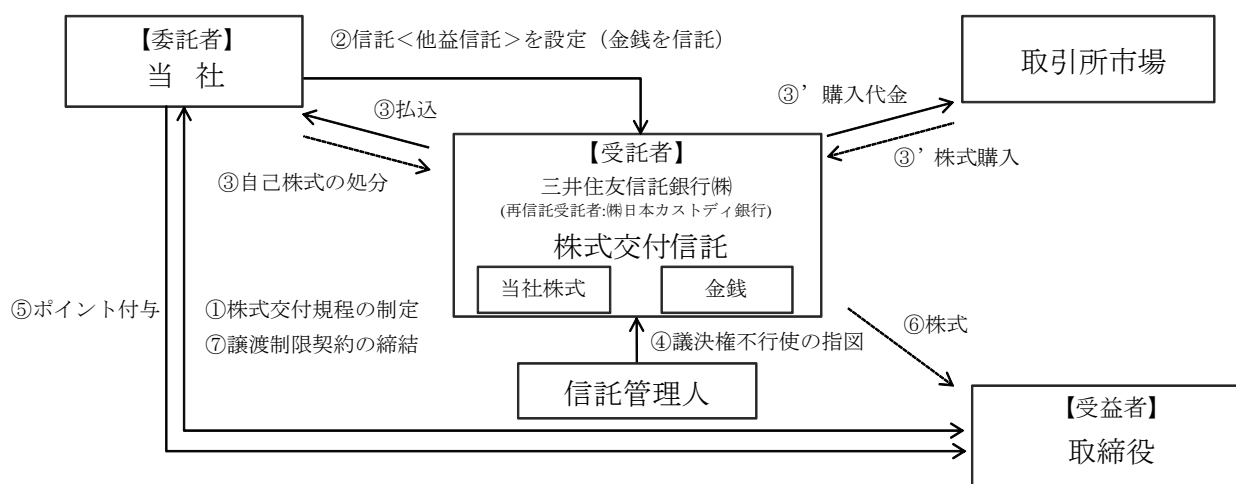 【委託者】
当 社
②信託<他益信託>を設定（金銭を信託）
取引所市場
③払込
③’購入代金
③自己株式の処分
③’株式購入
【受託者】
三井住友信託銀行㈱
(再信託受託者:㈱日本カストディ銀行)
株式交付信託
当社株式
金銭
⑤ポイント付与
①株式交付規程の制定
⑦譲渡制限契約の締結
④議決権不行使の指図
⑥株式
信託管理人
【受益者】
取締役